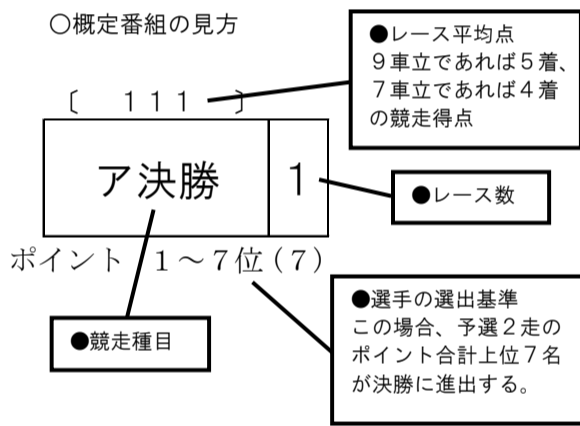 ○概定番組の見方
●レース平均点
９車立であれば５着、
７車立であれば４着
の競走得点
〔　１１１　〕
ア決勝
1
●レース数
ポイント　１～７位（７）
●競走種目
●選手の選出基準
この場合、予選２走の
ポイント合計上位７名
が決勝に進出する。